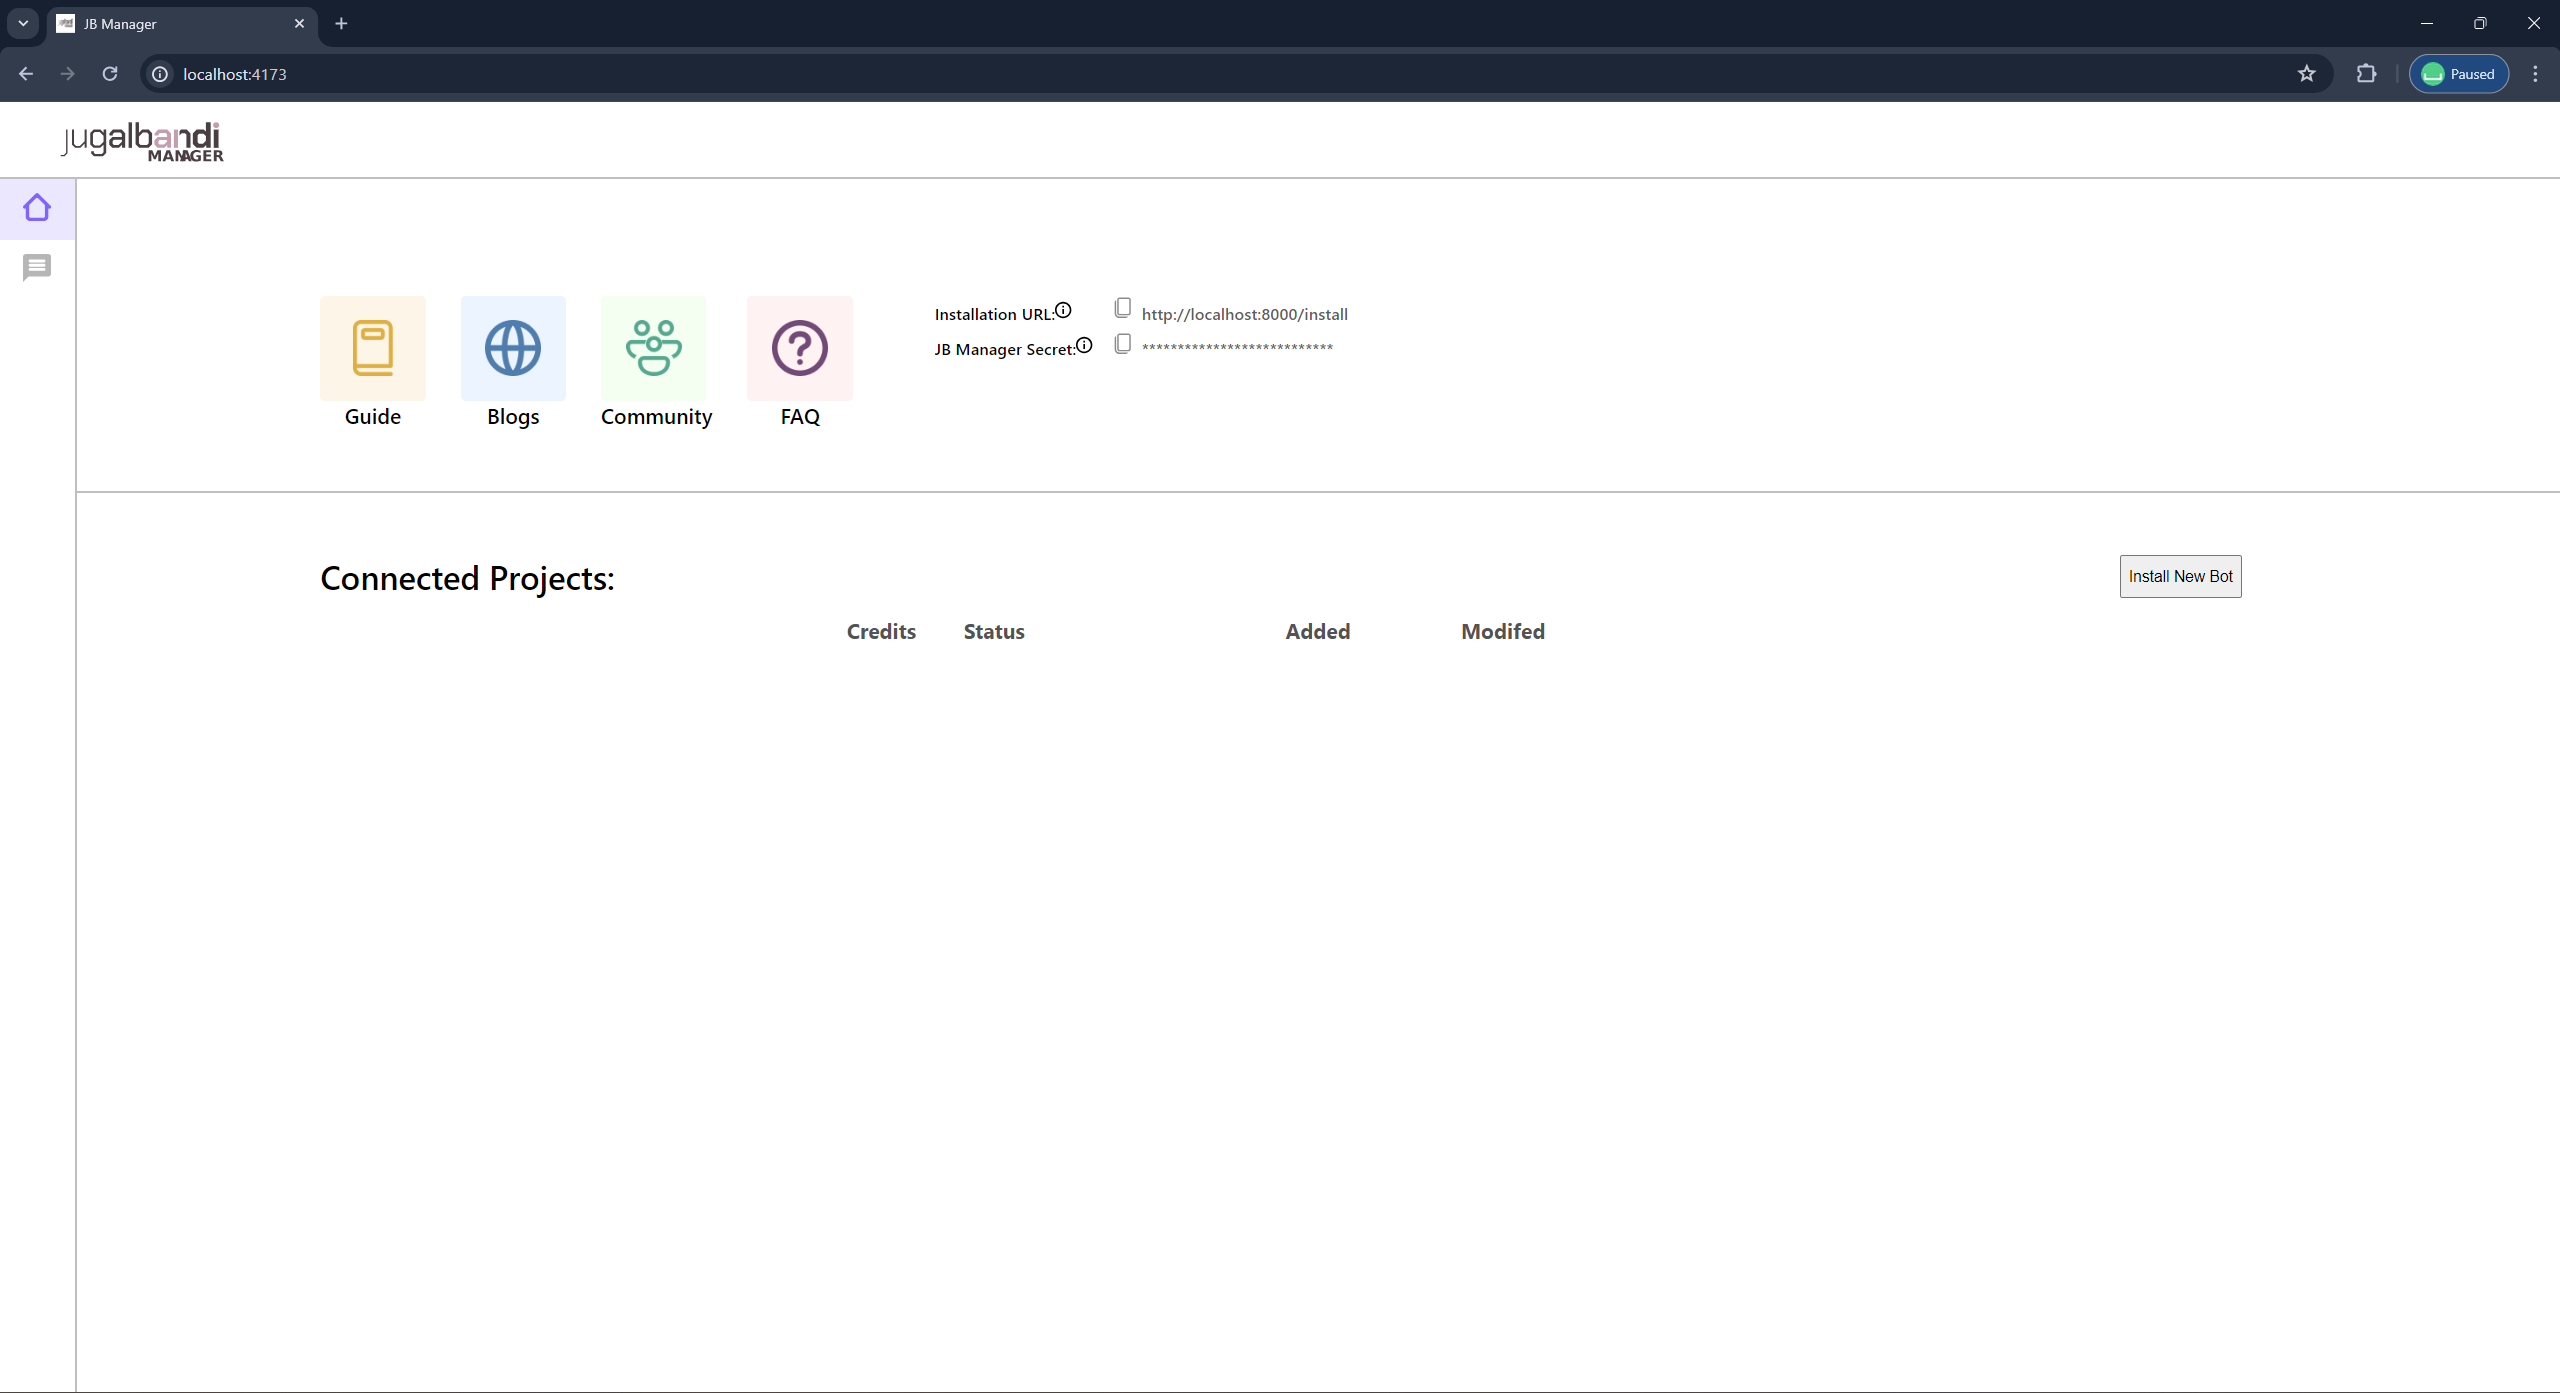 JB Manager
localhost:4173
Paused
jugalbandi
MANAGER
Installation URL:
http://localhost:8000/install
JB Manager Secret:
***************************
Guide
Blogs
Community
FAQ
Connected Projects:
Install New Bot
Credits Status Added Modifed